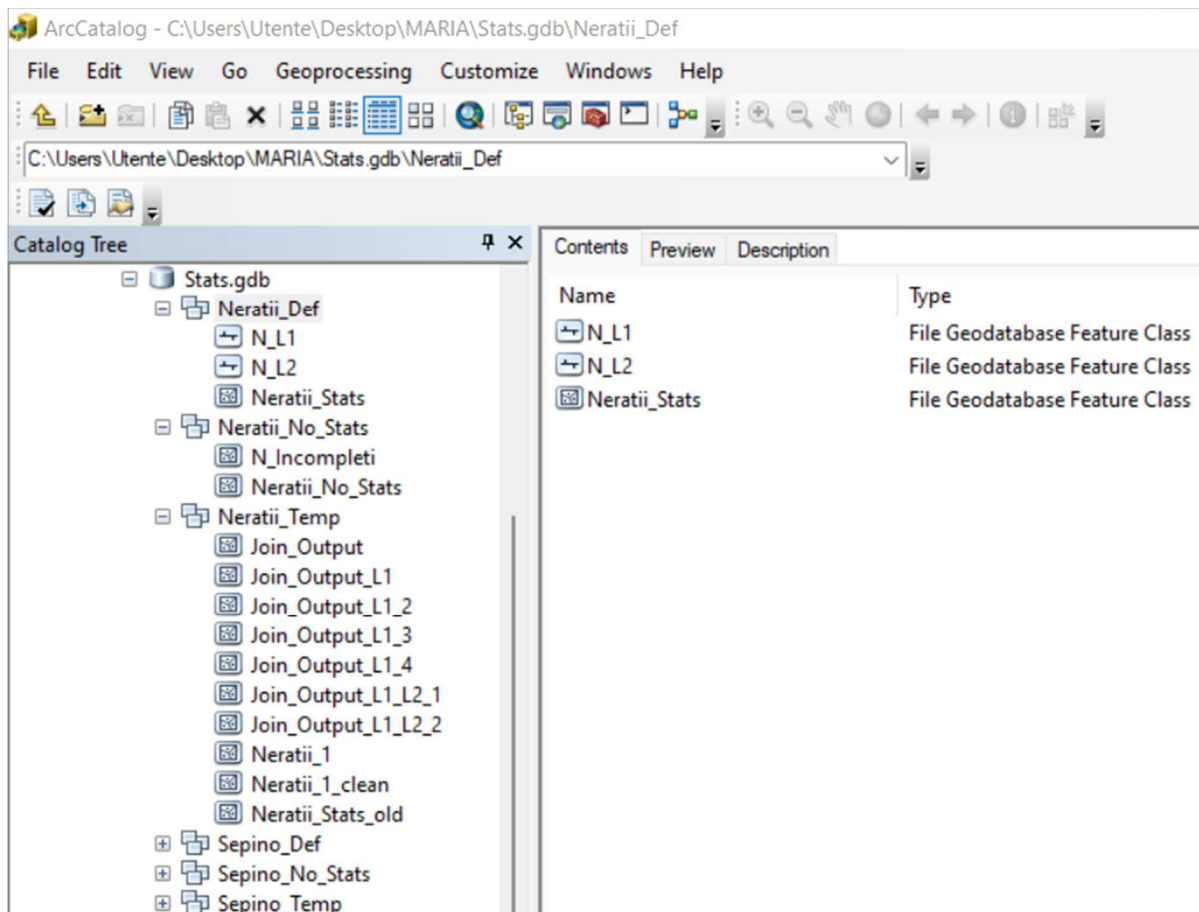 ArcCatalog - C:\Users\Utente\Desktop\MARIA\Stats.gdb\Neratii_Def
File Edit View Go Geoprocessing Customize Windows Help
C:\Users\Utente\Desktop\MARIA\Stats.gdb\Neratii_Def
Catalog Tree
Stats.gdb
Neratii_Def
N_L1
N_L2
Neratii_Stats
Neratii_No_Stats
N_Incompleti
Neratii_No_Stats
Neratii_Temp
Join_Output
Join_Output_L1
Join_Output_L1_2
Join_Output_L1_3
Join_Output_L1_4
Join_Output_L1_L2_1
Join_Output_L1_L2_2
Neratii_1
Neratii_1_clean
Neratii_Stats_old
Sepino_Def
Sepino_No_Stats
Sepino_Temp
Contents Preview Description
Name Type
N_L1 File Geodatabase Feature Class
N_L2 File Geodatabase Feature Class
Neratii_Stats File Geodatabase Feature Class